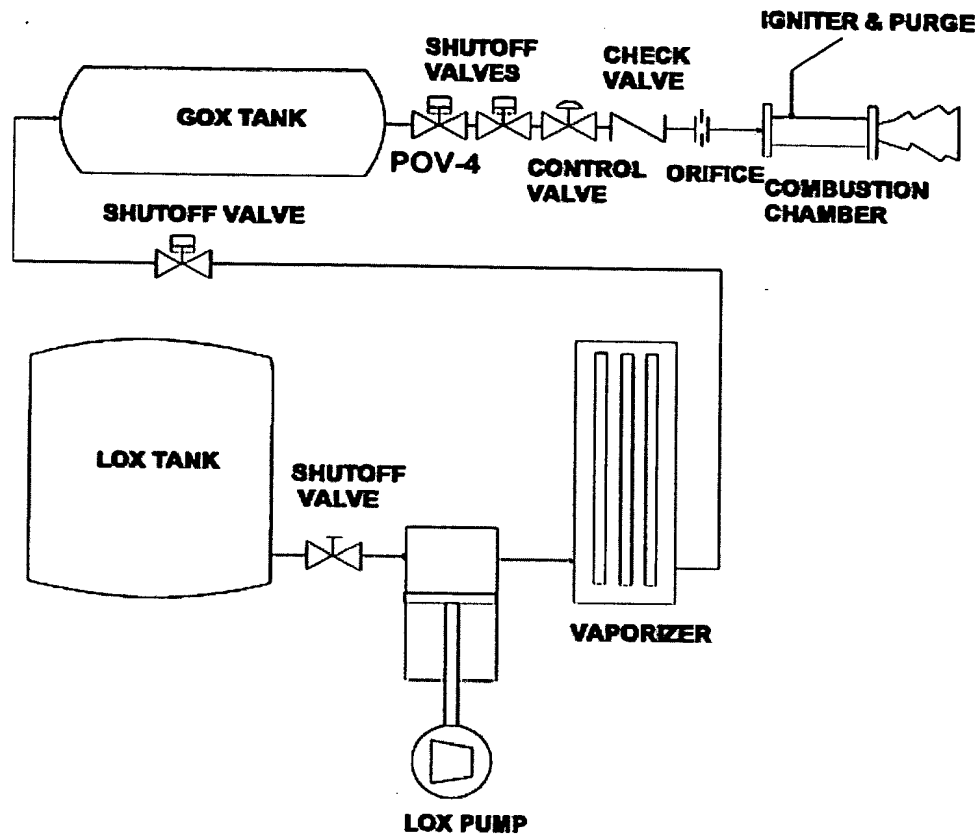 IGNITER & PURGE
SHUTOFF
VALVES
CHECK
VALVE
GOX TANK
POV-4
CONTROL
VALVE
ORIFICE
COMBUSTION
CHAMBER
SHUTOFF VALVE
LOX TANK
SHUTOFF
VALVE
VAPORIZER
LOX PUMP